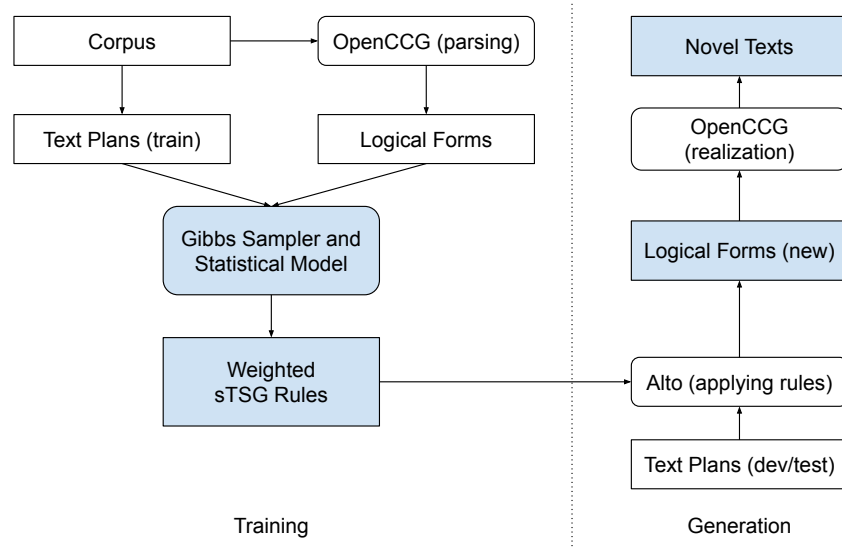 Corpus
OpenCCG (parsing)
Text Plans (train)
Logical Forms
Gibbs Sampler and
Statistical Model
Weighted
sTSG Rules
Training
Novel Texts
OpenCCG
(realization)
Logical Forms (new)
Alto (applying rules)
Text Plans (dev/test)
Generation